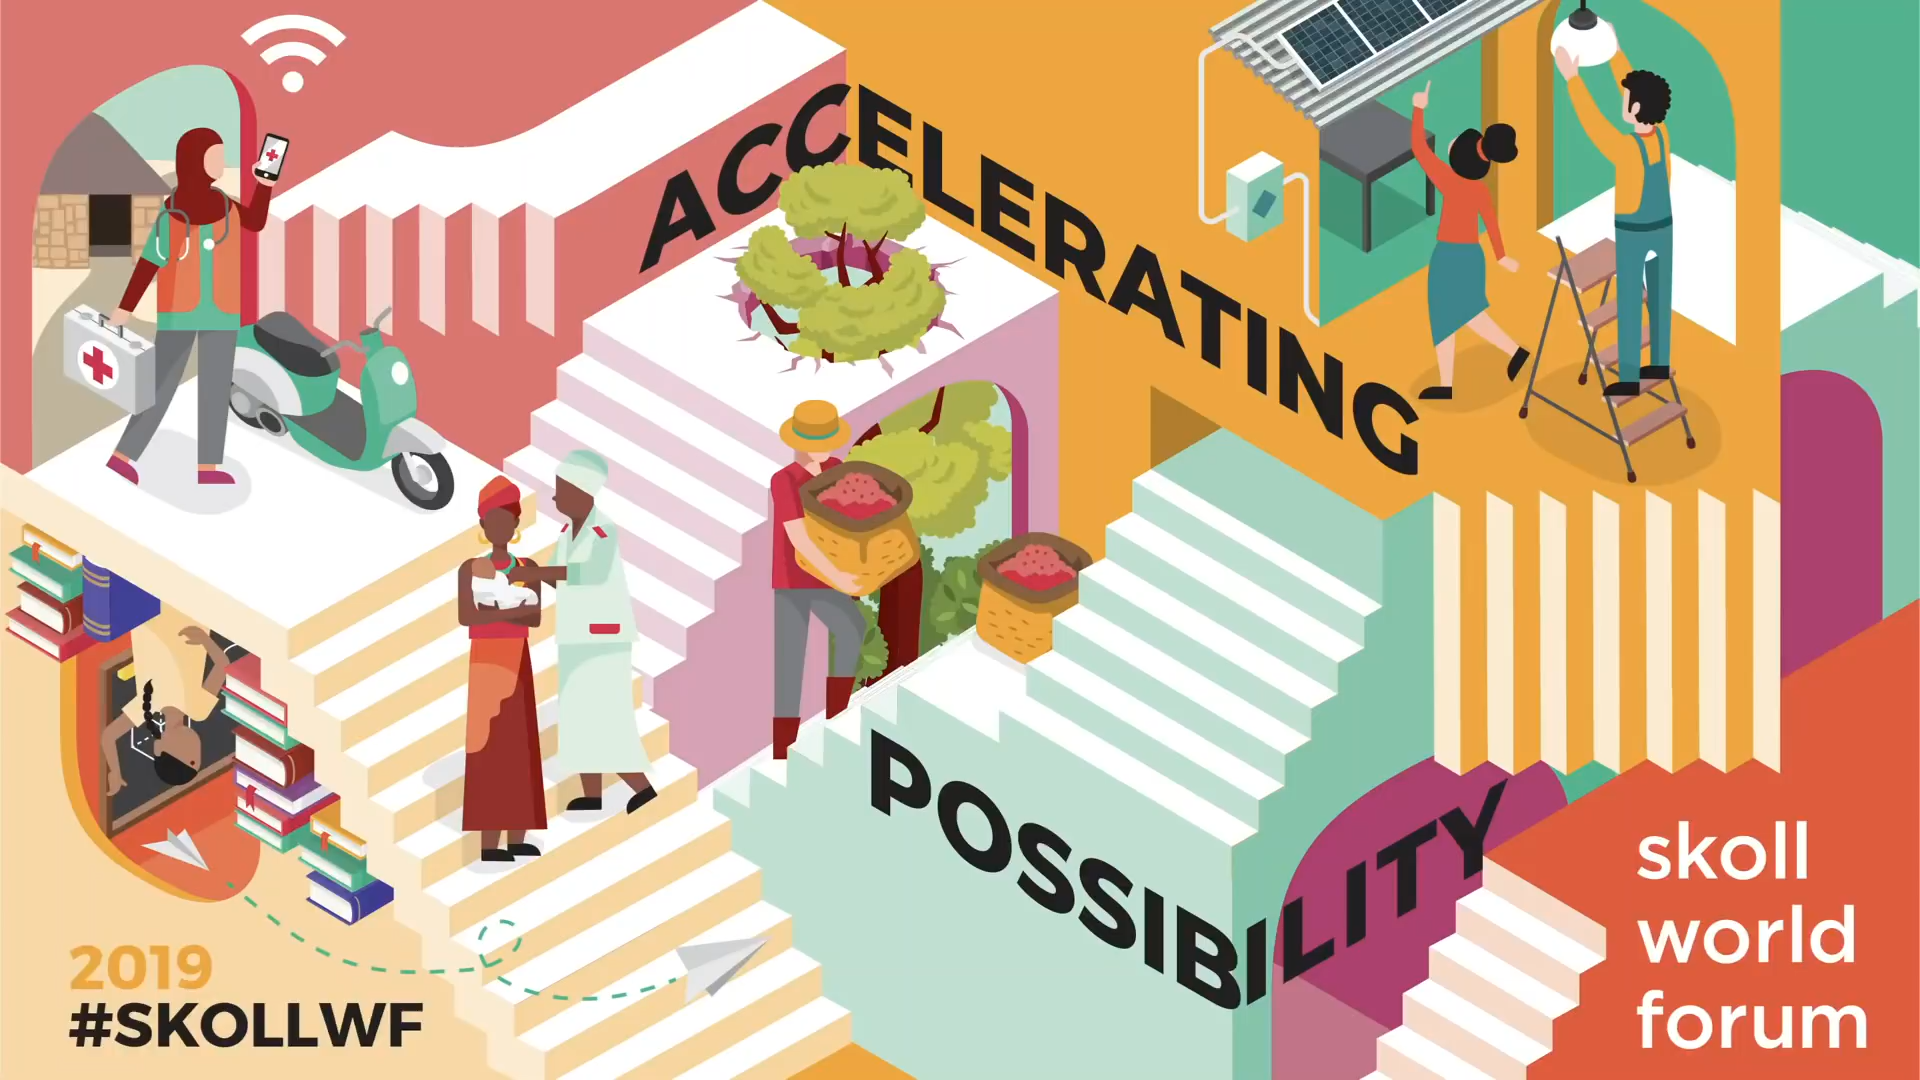 ACCELERATING
POSSIBILITY
2019
#SKOLLWF
skoll
world
forum